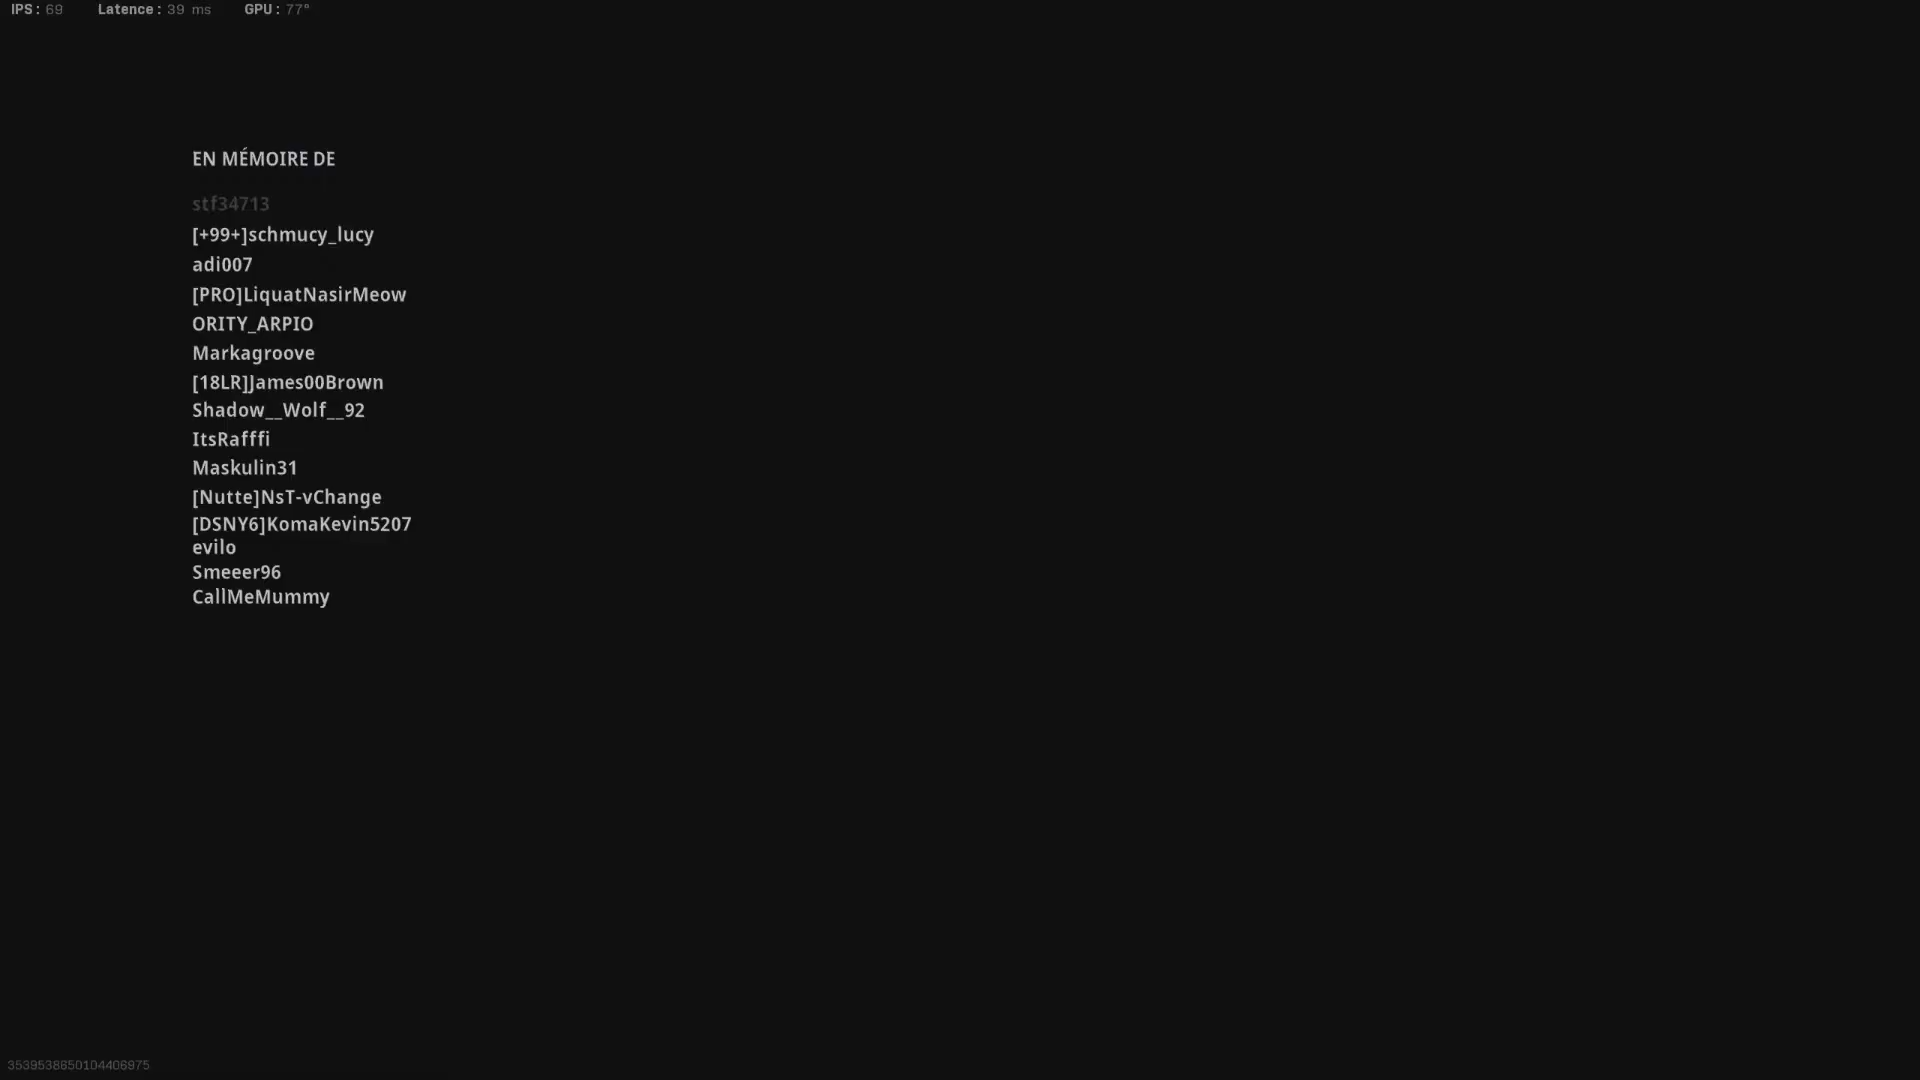 IPS : 69 Latence : 39 ms GPU : 77°
EN MÉMOIRE DE
stf34713
[+99+]schmucy_lucy
adi007
[PRO]LiquatNasirMeow
ORITY_ARPIO
Markagroove
[18LR]James00Brown
Shadow__Wolf__92
ItsRafffi
Maskulin31
[Nutte]NsT-vChange
[DSNY6]KomaKevin5207
evilo
Smeeer96
CallMeMummy
3539538650104406975